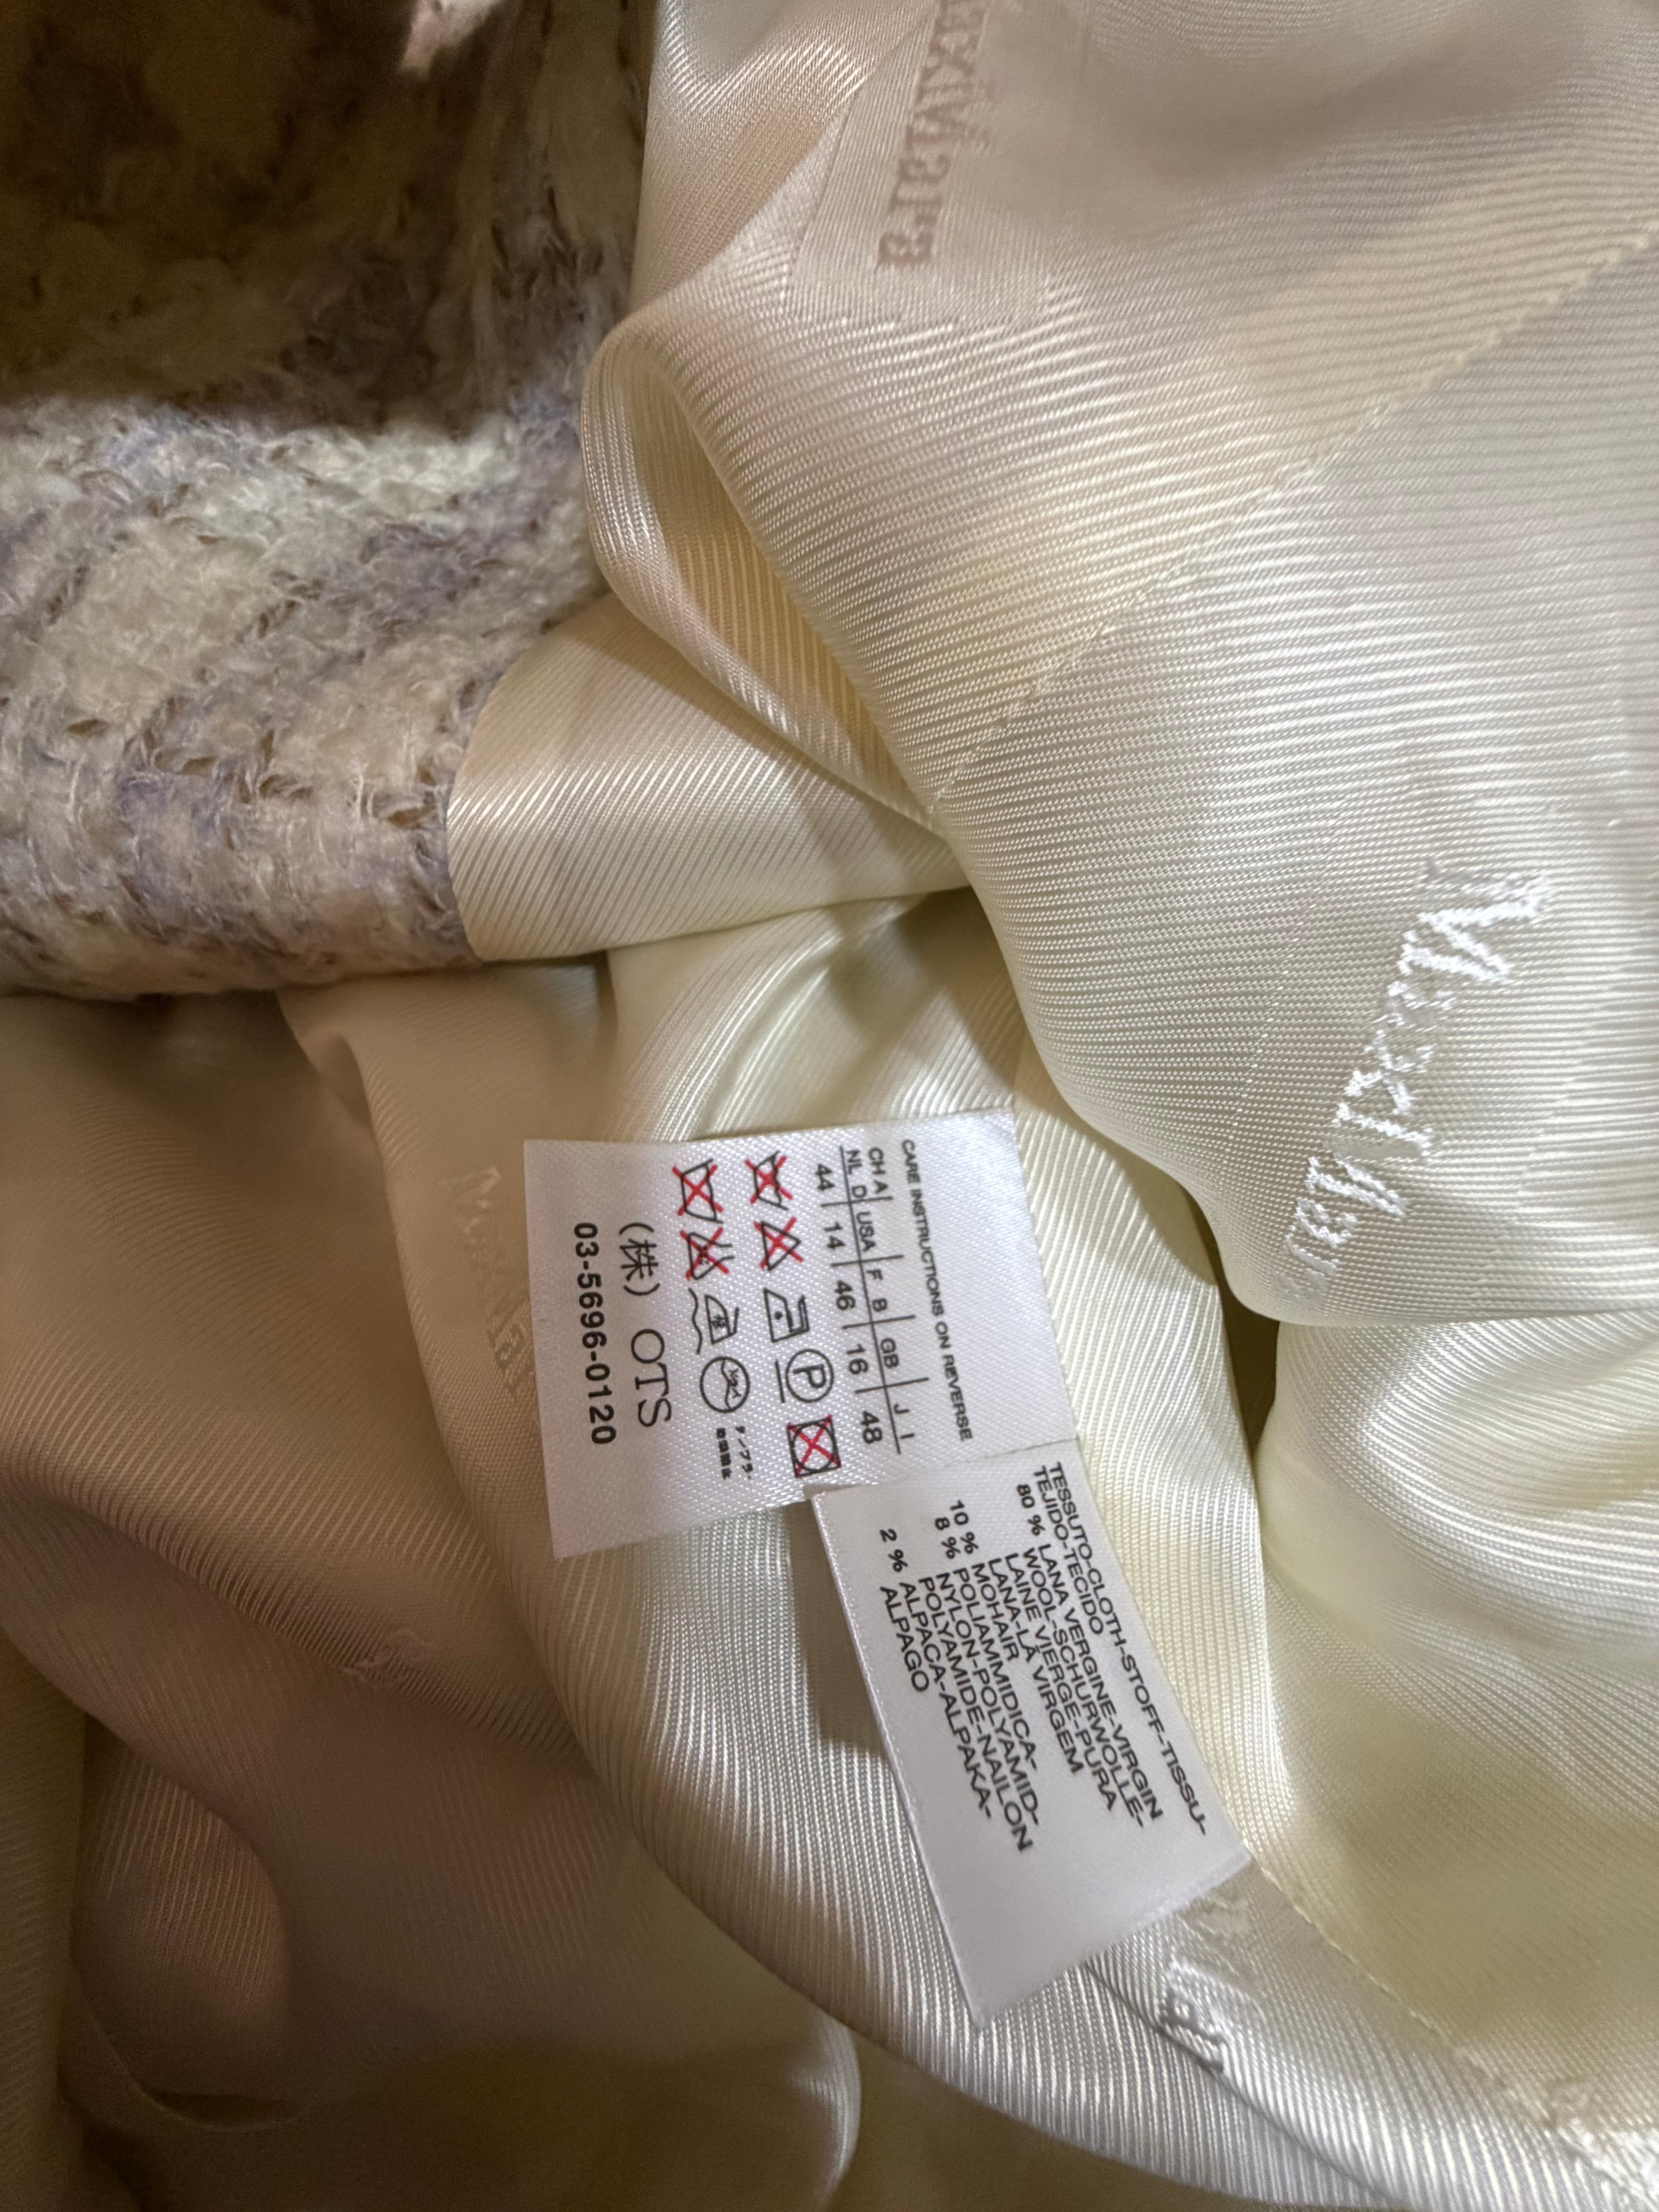 CARE INSTRUCTIONS ON REVERSE
CH A | | |
NL D USA F B GB J I
44 14 46 16 48
P
(株) OTS
03-5696-0120
TESSUTO-CLOTH-STOFF-TISSU-
TEJIDO-TECIDO
80 % LANA VERGINE-VIRGIN
WOOL-SCHURWOLLE-
LAINE VIERGE-PURA
LANA-LÃ VIRGEM
10 % MOHAIR
8 % POLIAMMIDICA-
NYLON-POLYAMID-
POLYAMIDE-NAILON
2 % ALPACA-ALPAKA-
ALPAGO
MaxMara